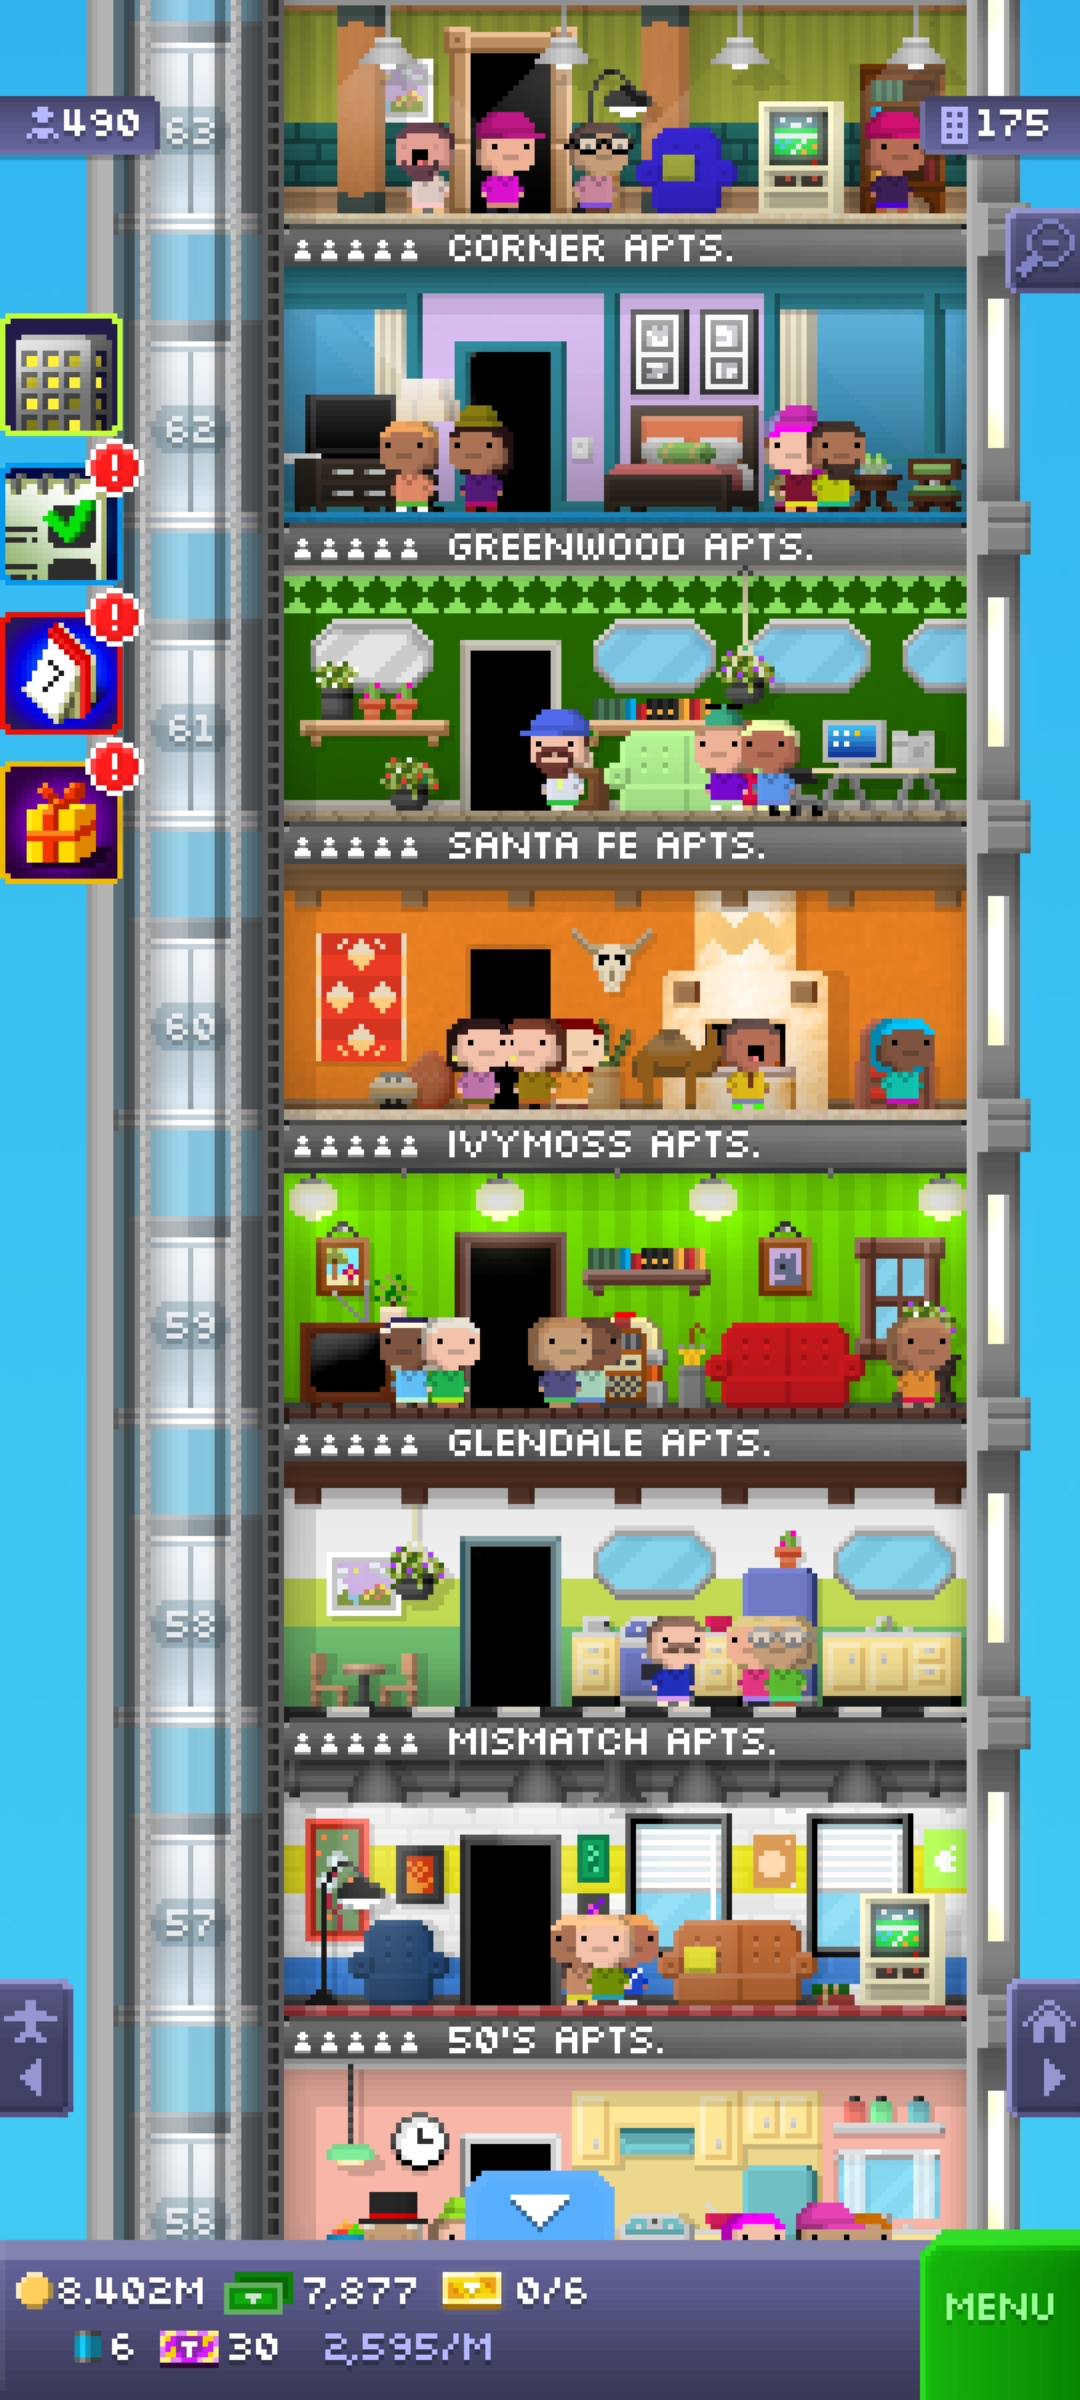 490
63
175
CORNER APTS.
62
GREENWOOD APTS.
61
SANTA FE APTS.
60
IVYMOSS APTS.
59
GLENDALE APTS.
58
MISMATCH APTS.
57
50'S APTS.
56
8.402M 7,877 0/6
MENU
6 T 30 2,595/M